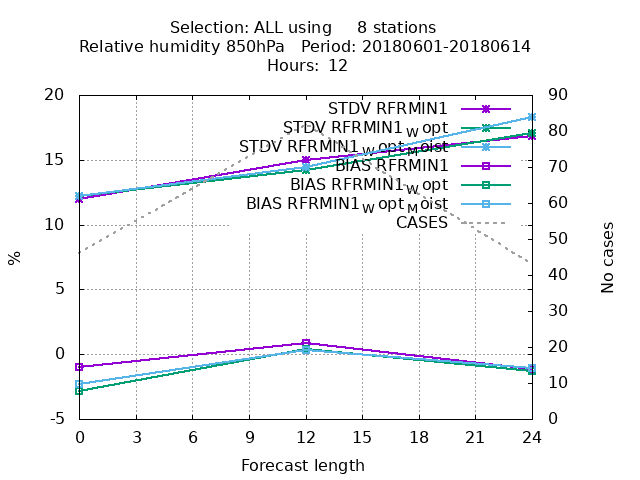 Selection: ALL using 8 stations
Relative humidity 850hPa Period: 20180601-20180614
Hours: 12
20
15
10
5
0
-5
%
90
80
70
60
50
40
30
20
10
0
No cases
STDV RFRMIN1
STDV RFRMIN1_W opt
STDV RFRMIN1_W opt_M oist
BIAS RFRMIN1
BIAS RFRMIN1_W opt
BIAS RFRMIN1_W opt_M oist
CASES
0 3 6 9 12 15 18 21 24
Forecast length